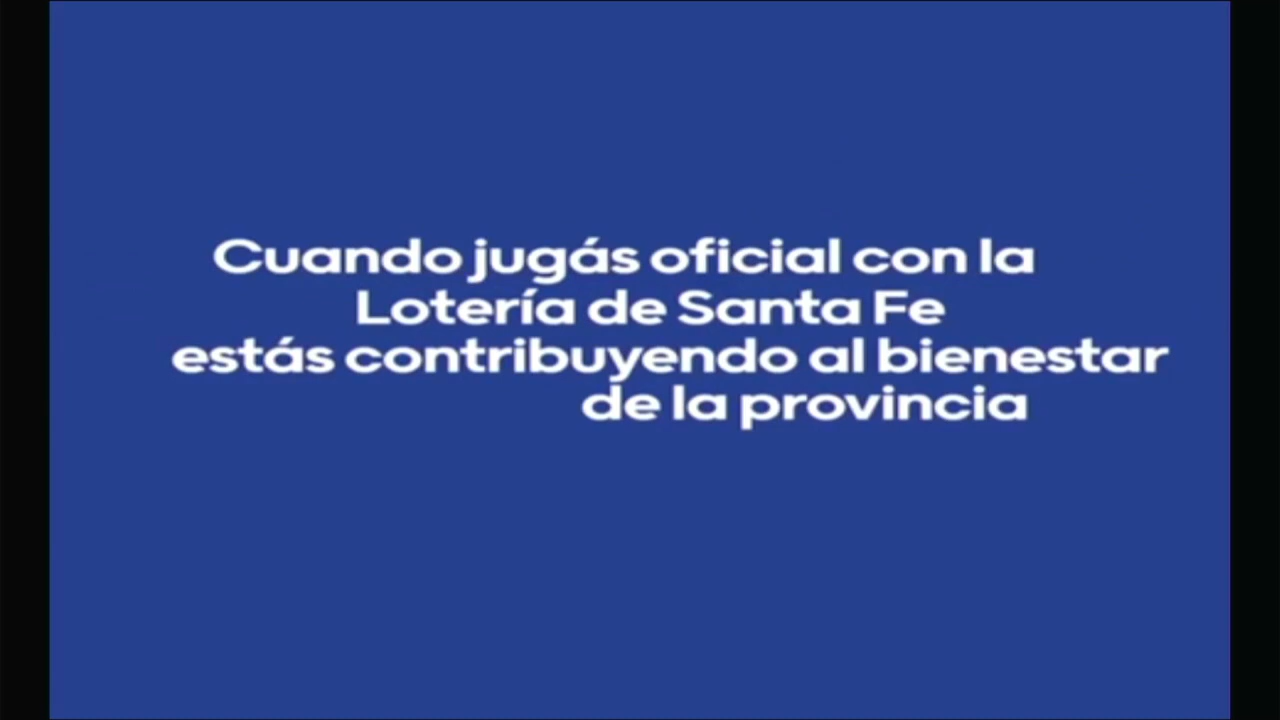 Cuando jugás oficial con la
Lotería de Santa Fe
estás contribuyendo al bienestar
de la provincia